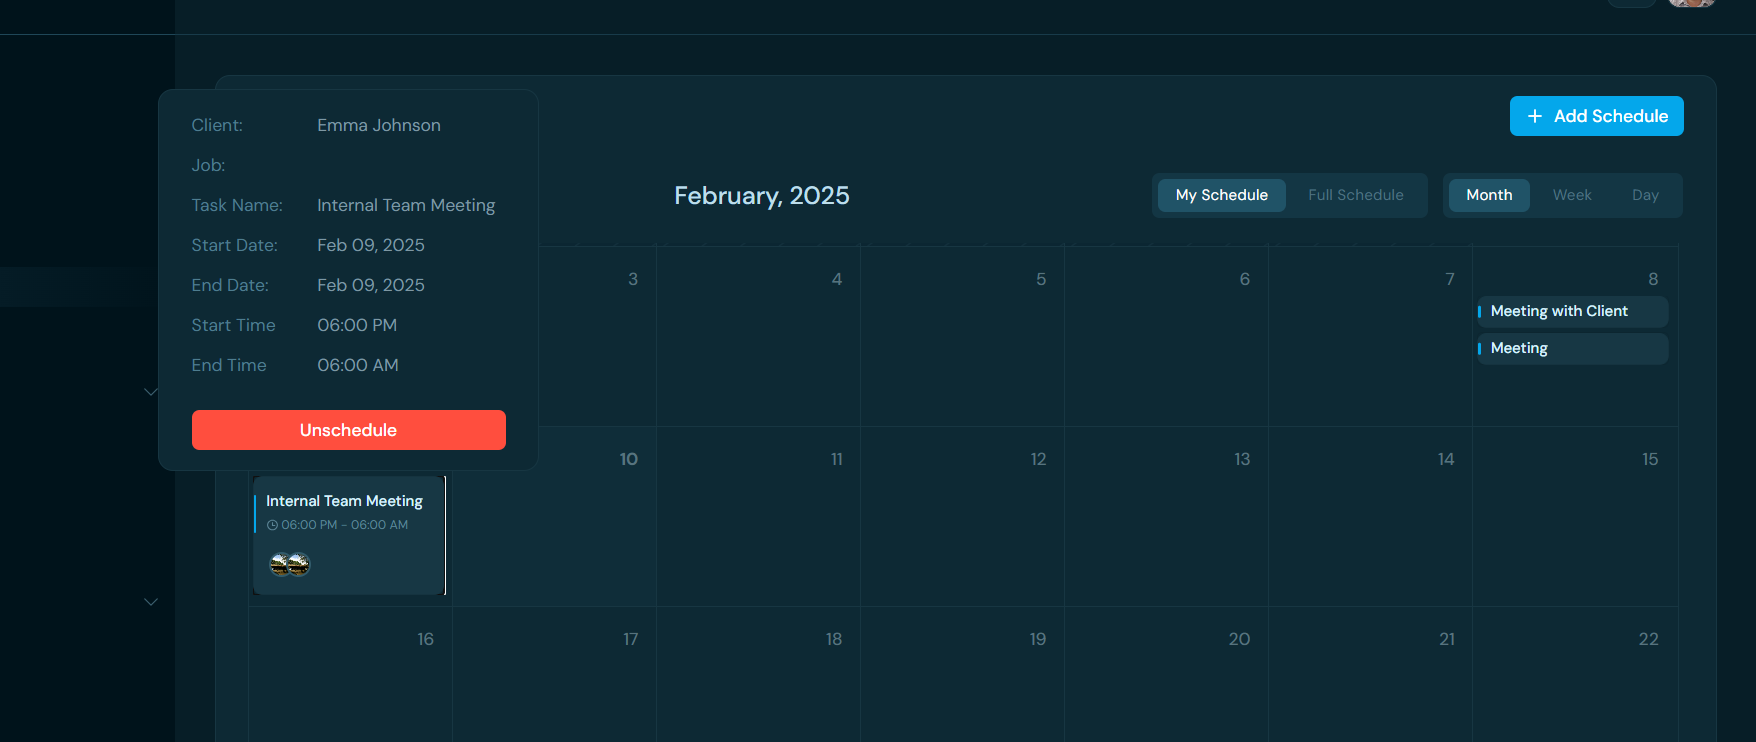 Client: Emma Johnson
Job:
Task Name: Internal Team Meeting
Start Date: Feb 09, 2025
End Date: Feb 09, 2025
Start Time 06:00 PM
End Time 06:00 AM
Unschedule
+ Add Schedule
February, 2025
My Schedule Full Schedule
Month Week Day
3 4 5 6 7 8
Meeting with Client
Meeting
10 11 12 13 14 15
Internal Team Meeting
06:00 PM - 06:00 AM
16 17 18 19 20 21 22